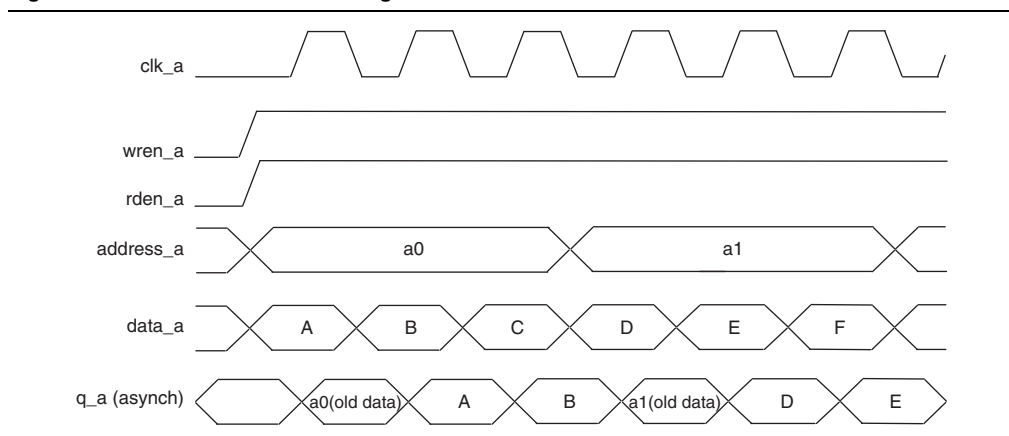 clk_a
wren_a
rden_a
address_a a0 a1
data_a A B C D E F
q_a (asynch) a0(old data) A B a1(old data) D E